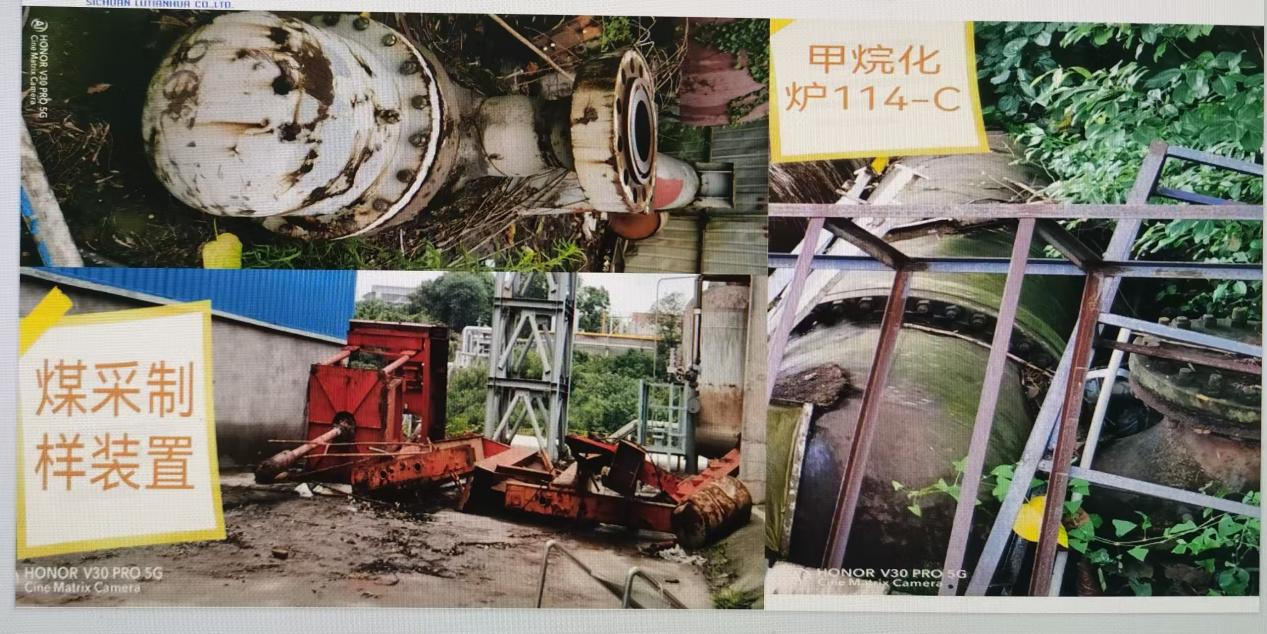 SICHUAN LUTIANHUA CO.,LTD.
HONOR V30 PRO 5G
Cine Matrix Camera
甲烷化
炉114-C
煤采制
样装置
HONOR V30 PRO 5G
Cine Matrix Camera
HONOR V30 PRO 5G
Cine Matrix Camera